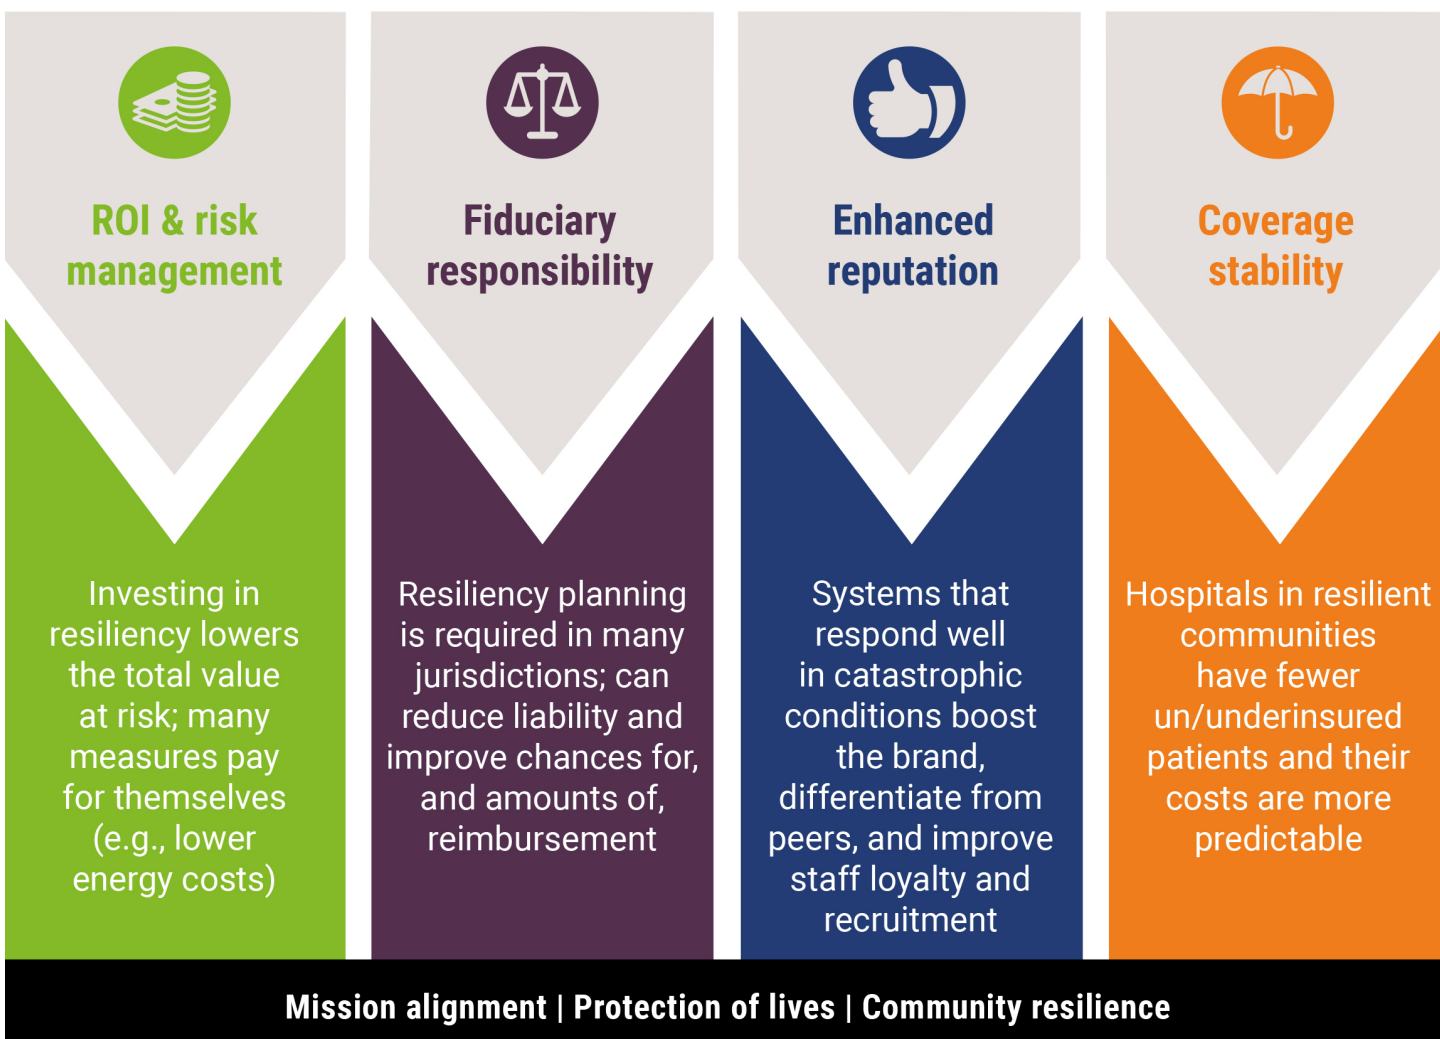 ROI & risk
management
Investing in
resiliency lowers
the total value
at risk; many
measures pay
for themselves
(e.g., lower
energy costs)
Fiduciary
responsibility
Resiliency planning
is required in many
jurisdictions; can
reduce liability and
improve chances for,
and amounts of,
reimbursement
Enhanced
reputation
Systems that
respond well
in catastrophic
conditions boost
the brand,
differentiate from
peers, and improve
staff loyalty and
recruitment
Coverage
stability
Hospitals in resilient
communities
have fewer
un/underinsured
patients and their
costs are more
predictable
Mission alignment | Protection of lives | Community resilience